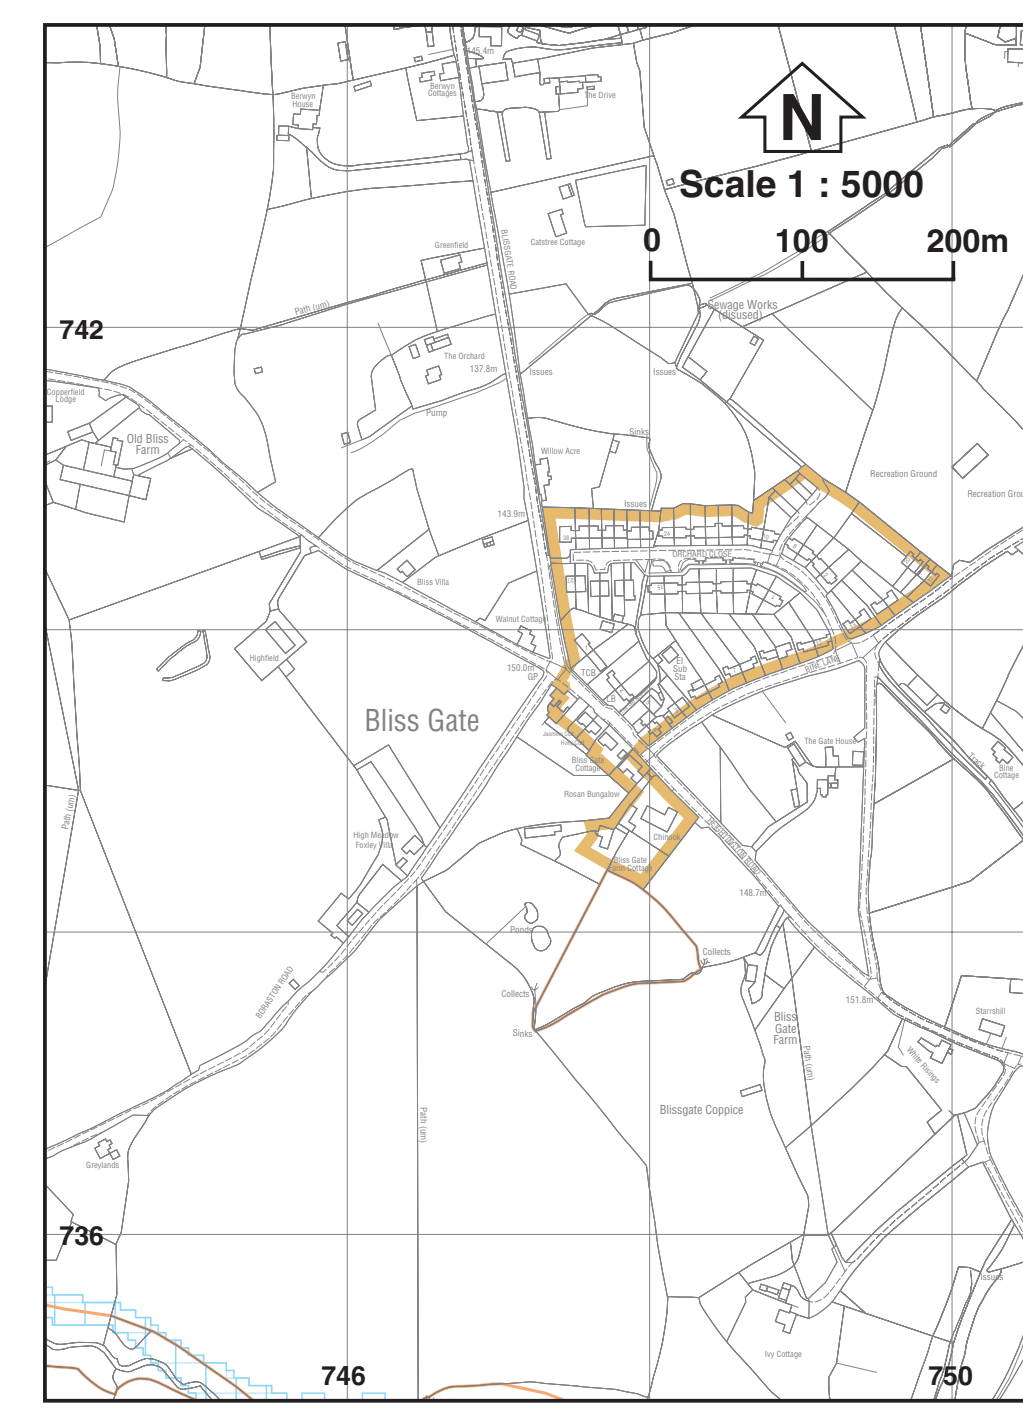 145.4m
Berwyn
Cottages
Berwyn
House
The Drive
N
Scale 1 : 5000
0 100 200m
BLISSGATE ROAD
Catstree Cottage
Greenfield
Path (um)
Sewage Works
(disused)
742
The Orchard
137.8m
Issues
Issues
Copperfield
Lodge
Pump
Old Bliss
Farm
Sinks
Willow Acre
Recreation Ground
Recreation Grou
Issues
143.9m
38
24
10
ORCHARD CLOSE
Bliss Villa
Walnut Cottage
Highfield
150.0m
GP
TCB
LB
El
Sub
Sta
PINE LANE
Bliss Gate
Bliss Gate
Cottage
The Gate House
Track
Bine
Cottage
Rosan Bungalow
Path (um)
High Meadow
Foxley Villa
Chinook
HEIGHTINGTON ROAD
Bliss Gate
Farm Cottage
148.7m
Ponds
Collects
Collects
Sinks
BORASTON ROAD
151.8m
Bliss
Gate
Farm
Starrshill
White Risings
Path (um)
Blissgate Coppice
Path (um)
Greylands
736
Issues
Ivy Cottage
746
750